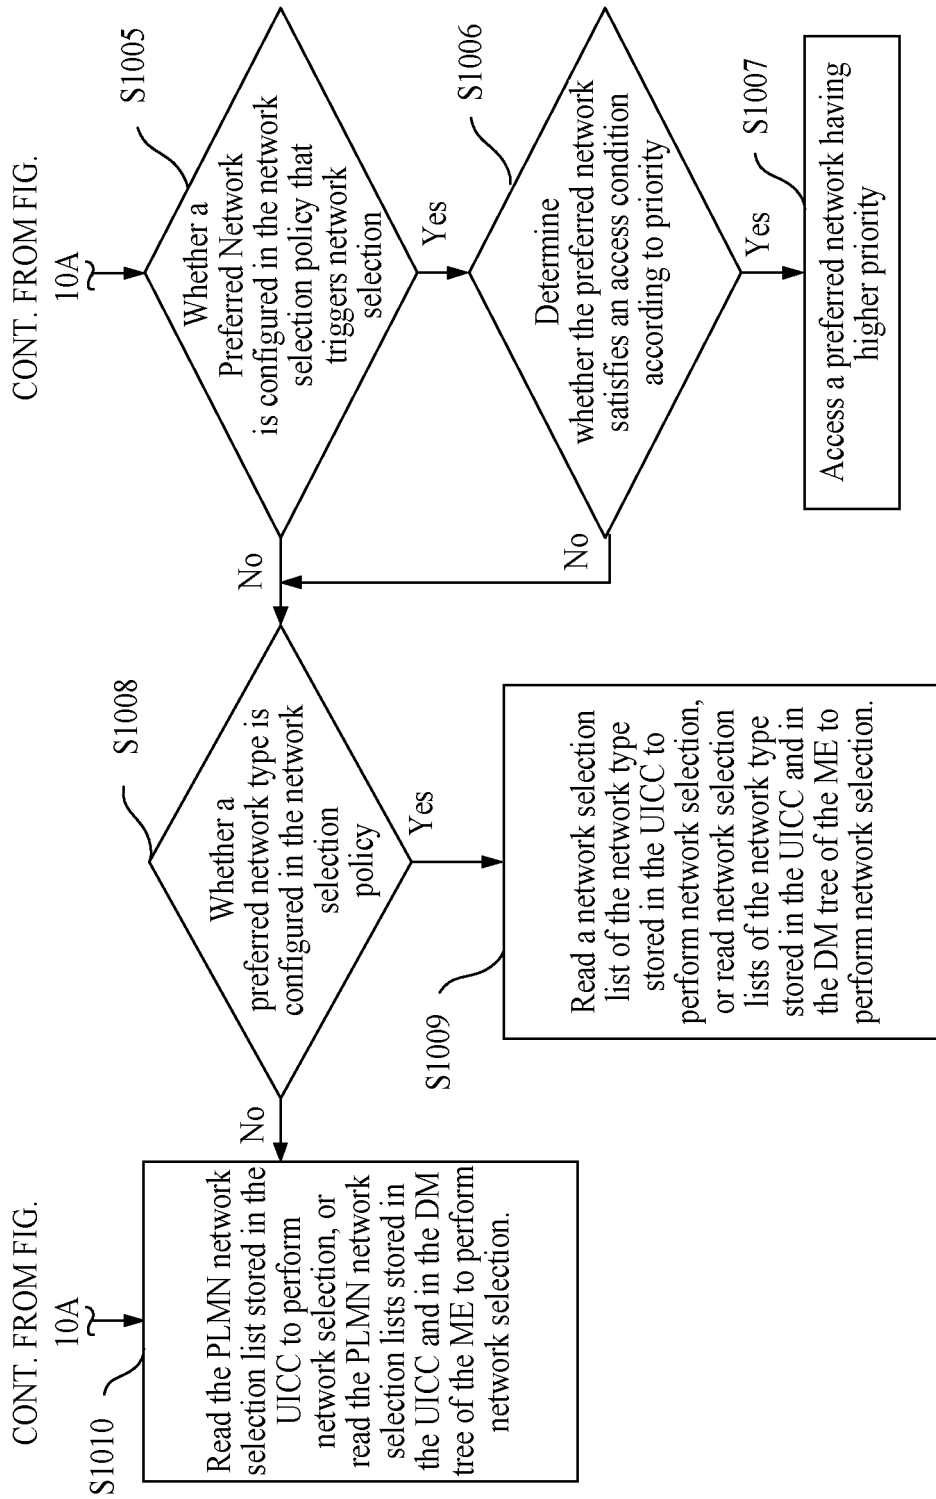 CONT. FROM FIG.
10A
S1010
Read the PLMN network
selection list stored in the
UICC to perform
network selection, or
read the PLMN network
selection lists stored in
the UICC and in the DM
tree of the ME to perform
network selection.
No
S1008
Whether a
preferred network type is
configured in the network
selection
policy
Yes
S1009
Read a network selection
list of the network type
stored in the UICC to
perform network selection,
or read network selection
lists of the network type
stored in the UICC and in
the DM tree of the ME to
perform network selection.
CONT. FROM FIG.
10A
S1005
Whether a
Preferred Network
is configured in the network
selection policy that
triggers network
selection
No
Yes
S1006
Determine
whether the preferred network
satisfies an access condition
according to priority
No
Yes
S1007
Access a preferred network having
higher priority